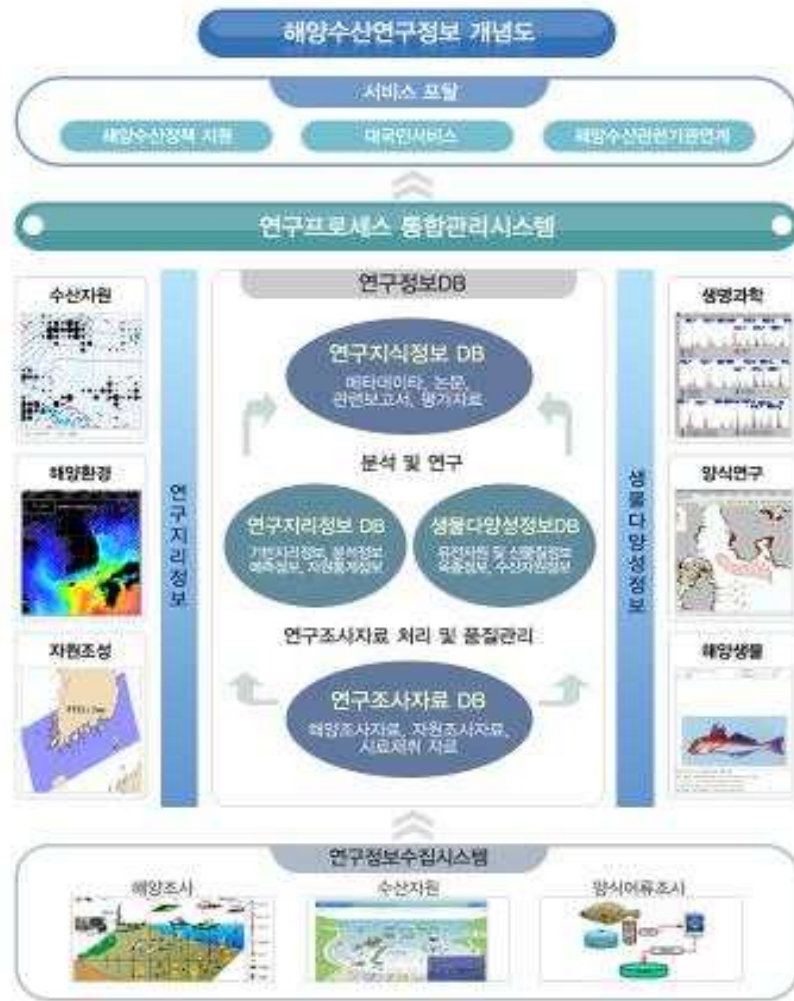 해양수산연구정보 개념도
서비스 포탈
해양수산정책 지원
대국민서비스
해양수산관련기관연계
연구프로세스 통합관리시스템
수산자원
해양환경
자원조성
연구지리정보
연구정보DB
연구지식정보 DB
메타데이타, 논문,
관련보고서, 평가자료
분석 및 연구
연구지리정보 DB
기반지리정보, 분석정보
예측정보, 자원통계정보
생물다양성정보DB
유전자원 및 신물질정보
육종정보, 수산자원정보
연구조사자료 처리 및 품질관리
연구조사자료 DB
해양조사자료, 자원조사자료,
시료채취 자료
생물다양성정보
생명과학
양식연구
해양생물
연구정보수집시스템
해양조사
수산자원
양식어류조사